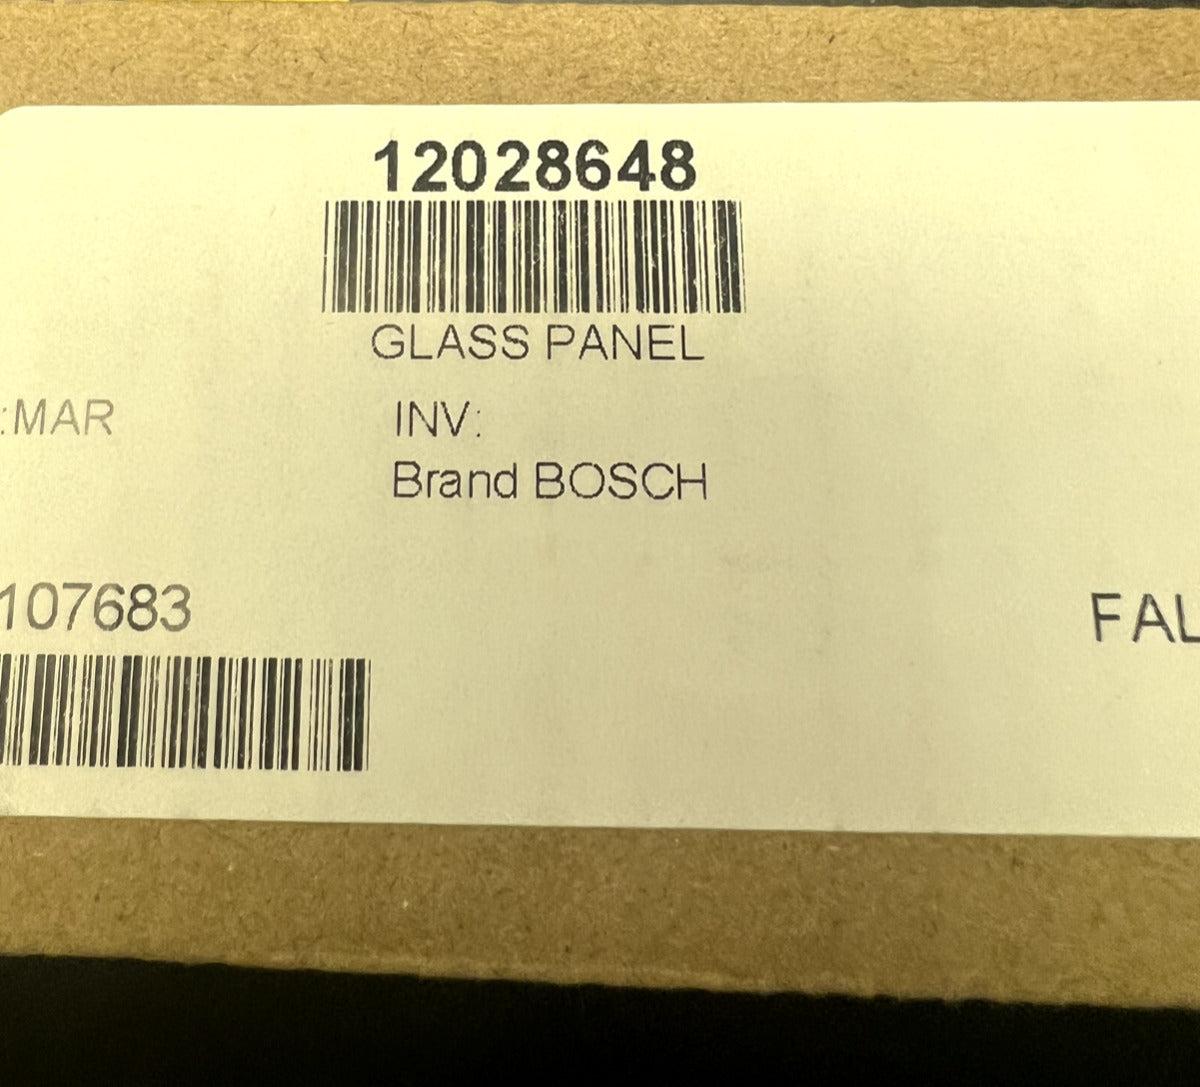 12028648
GLASS PANEL
:MAR
INV:
Brand BOSCH
107683
FAL